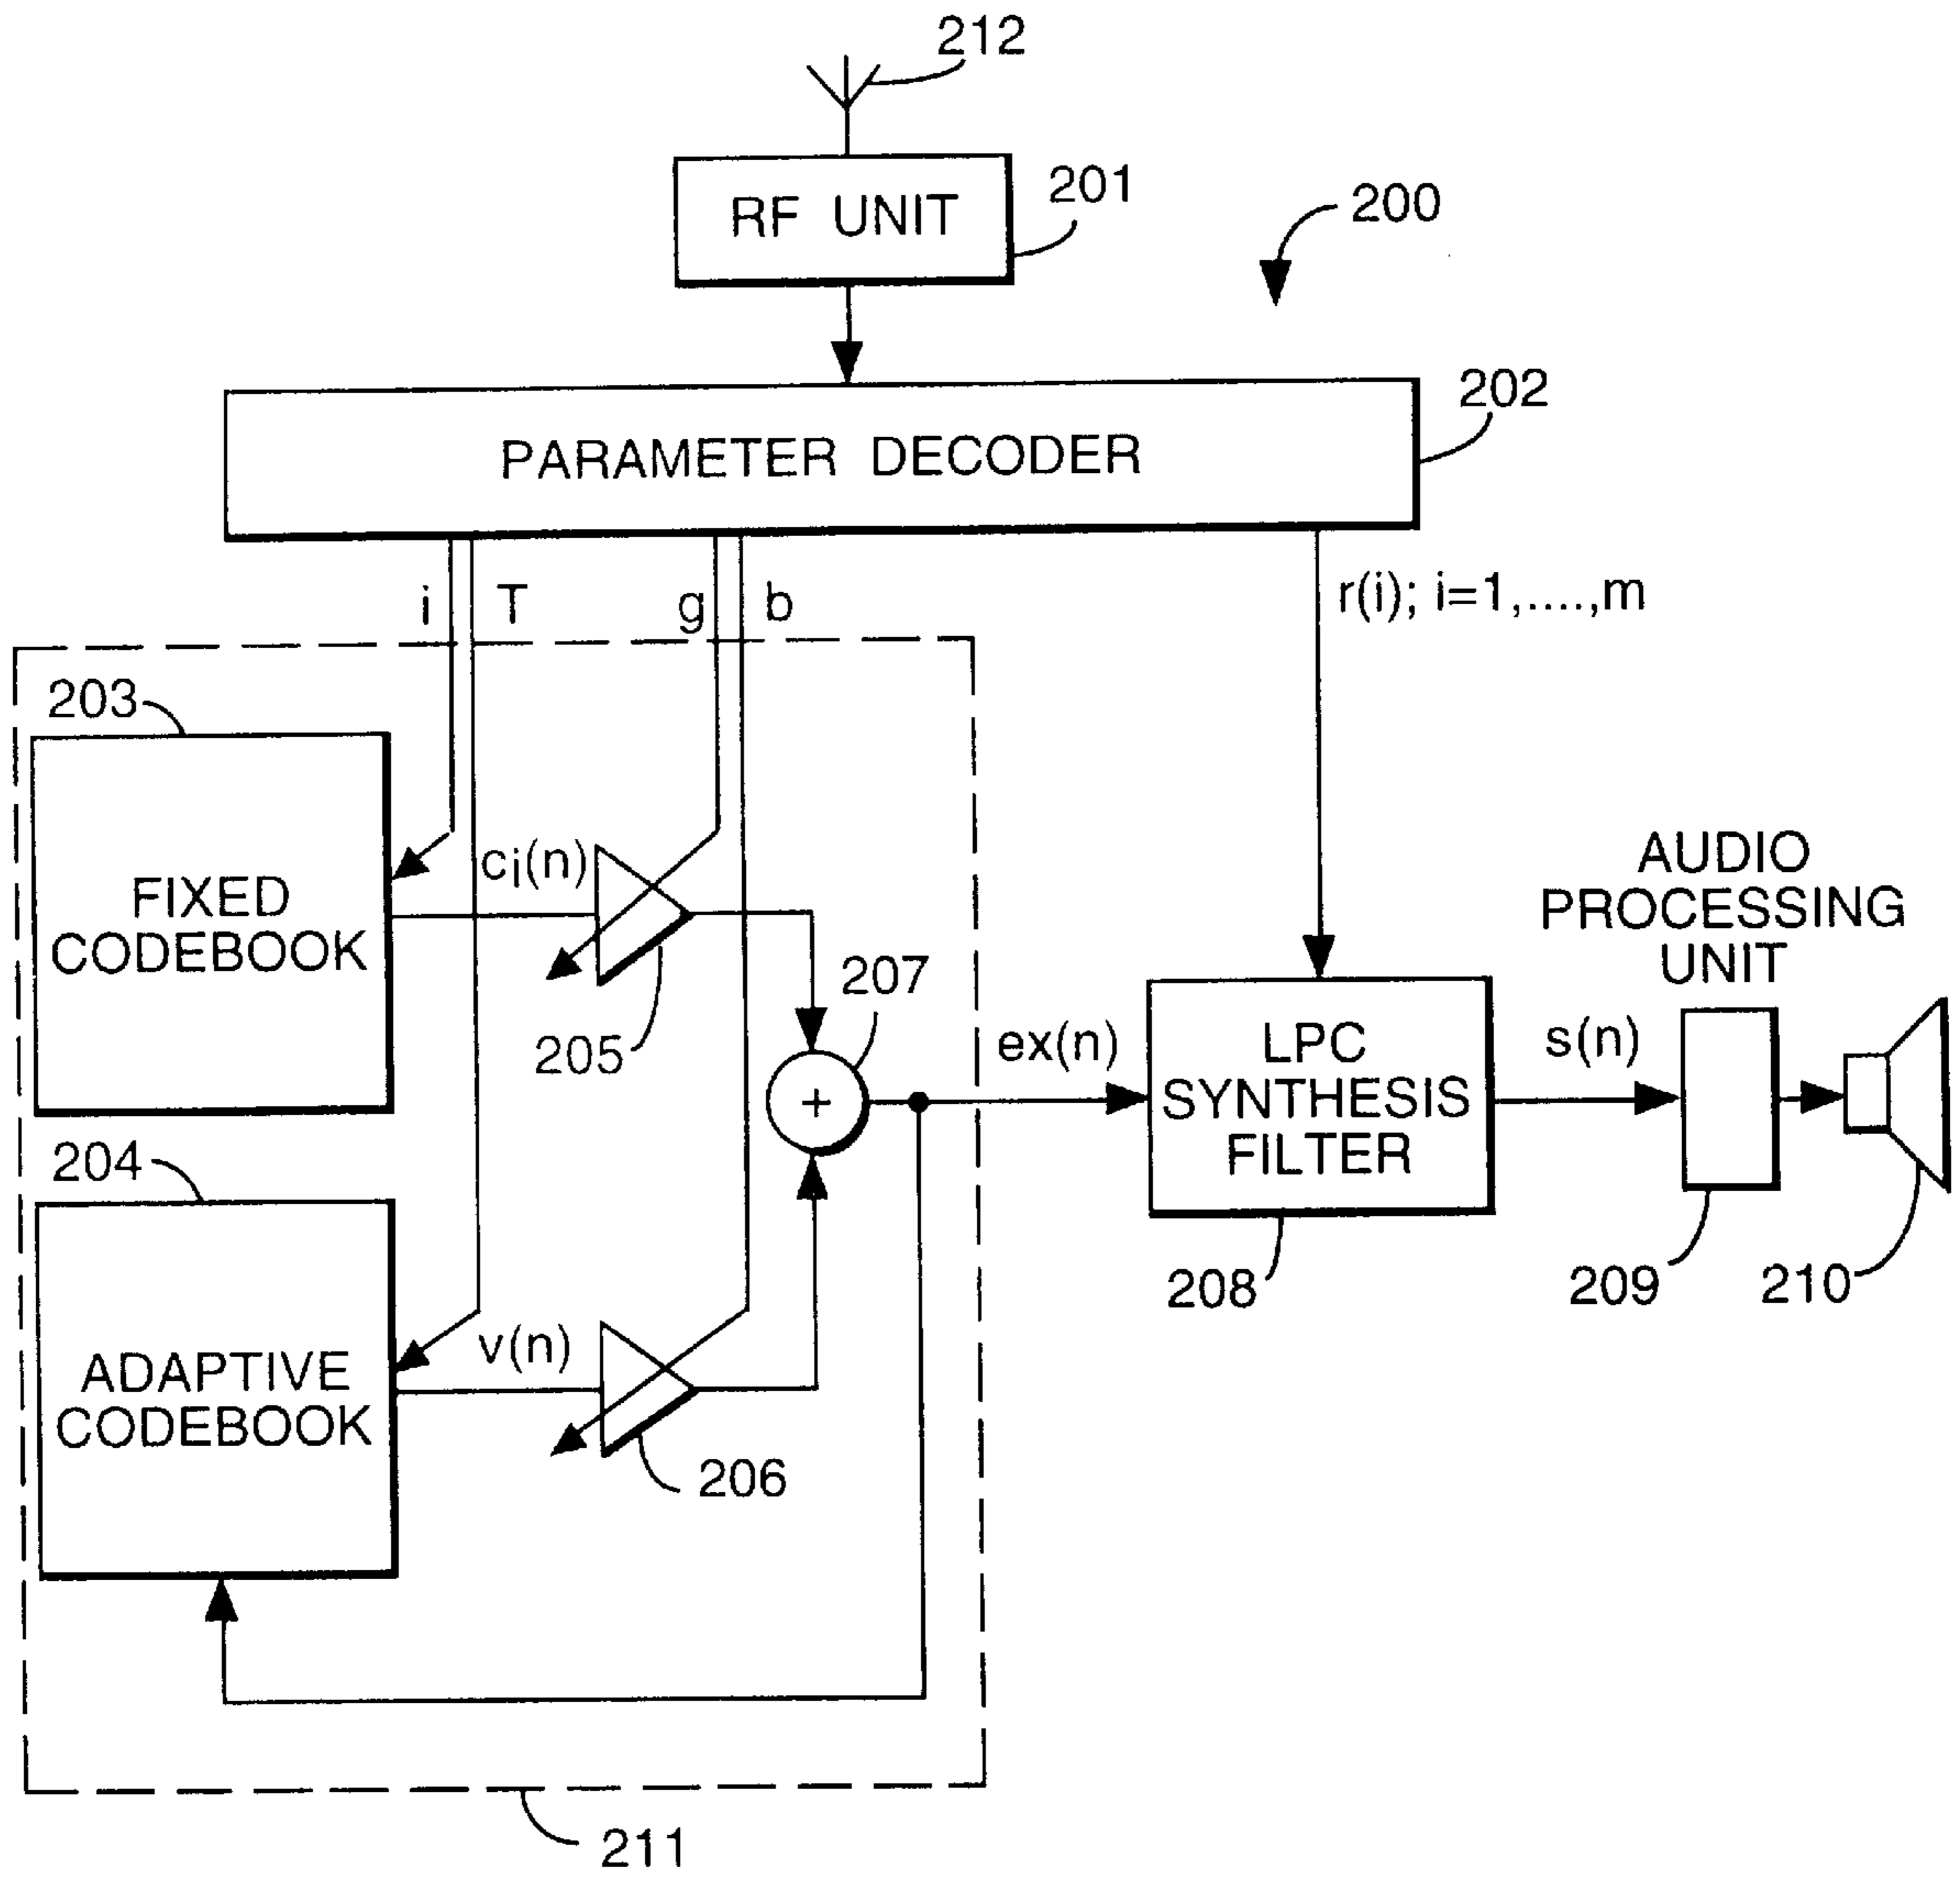 212
RF UNIT
201
200
PARAMETER DECODER
202
i
T
g
b
r(i); i=1,....,m
203
FIXED
CODEBOOK
ci(n)
205
207
204
ADAPTIVE
CODEBOOK
v(n)
206
ex(n)
LPC
SYNTHESIS
FILTER
208
s(n)
AUDIO
PROCESSING
UNIT
209
210
+
211